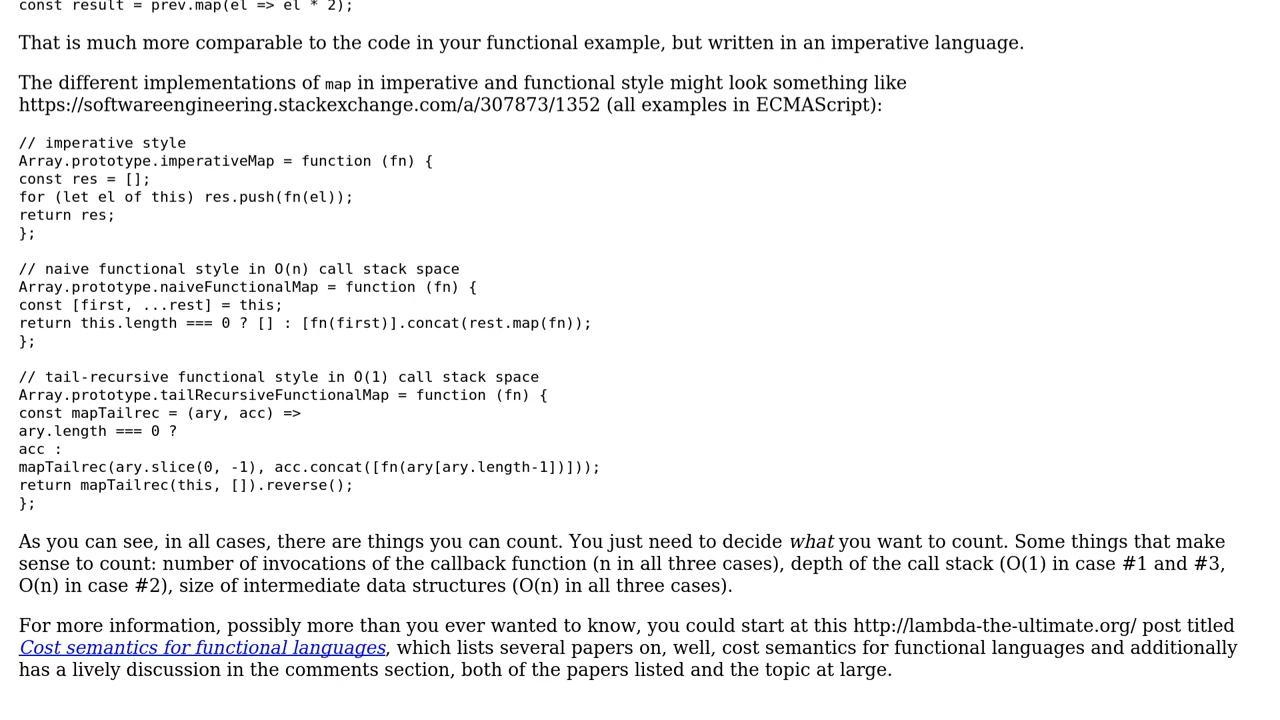 const result = prev.map(el => el * 2);
That is much more comparable to the code in your functional example, but written in an imperative language.
The different implementations of map in imperative and functional style might look something like
https://softwareengineering.stackexchange.com/a/307873/1352 (all examples in ECMAScript):
// imperative style
Array.prototype.imperativeMap = function (fn) {
const res = [];
for (let el of this) res.push(fn(el));
return res;
};
// naive functional style in O(n) call stack space
Array.prototype.naiveFunctionalMap = function (fn) {
const [first, ...rest] = this;
return this.length === 0 ? [] : [fn(first)].concat(rest.map(fn));
};
// tail-recursive functional style in O(1) call stack space
Array.prototype.tailRecursiveFunctionalMap = function (fn) {
const mapTailrec = (ary, acc) =>
ary.length === 0 ?
acc :
mapTailrec(ary.slice(0, -1), acc.concat([fn(ary[ary.length-1])]));
return mapTailrec(this, []).reverse();
};
As you can see, in all cases, there are things you can count. You just need to decide what you want to count. Some things that make
sense to count: number of invocations of the callback function (n in all three cases), depth of the call stack (O(1) in case #1 and #3,
O(n) in case #2), size of intermediate data structures (O(n) in all three cases).
For more information, possibly more than you ever wanted to know, you could start at this http://lambda-the-ultimate.org/ post titled
Cost semantics for functional languages, which lists several papers on, well, cost semantics for functional languages and additionally
has a lively discussion in the comments section, both of the papers listed and the topic at large.